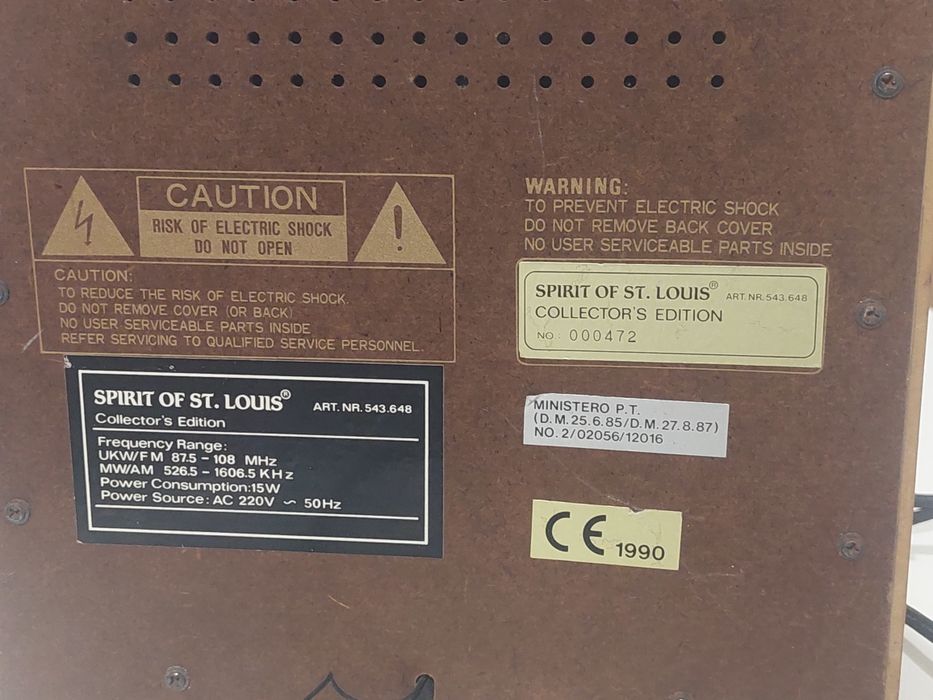 CAUTION
RISK OF ELECTRIC SHOCK
DO NOT OPEN
CAUTION:
TO REDUCE THE RISK OF ELECTRIC SHOCK.
DO NOT REMOVE COVER (OR BACK)
NO USER SERVICEABLE PARTS INSIDE
REFER SERVICING TO QUALIFIED SERVICE PERSONNEL.
WARNING:
TO PREVENT ELECTRIC SHOCK
DO NOT REMOVE BACK COVER
NO USER SERVICEABLE PARTS INSIDE
SPIRIT OF ST. LOUIS® ART. NR. 543.648
COLLECTOR'S EDITION
NO. 000472
SPIRIT OF ST. LOUIS® ART. NR. 543.648
Collector's Edition
Frequency Range:
UKW/FM 87.5 - 108 MHz
MW/AM 526.5 - 1606.5 KHz
Power Consumption:15W
Power Source: AC 220V ~ 50Hz
MINISTERO P.T.
(D.M.25.6.85/D.M.27.8.87)
NO. 2/02056/12016
CE 1990